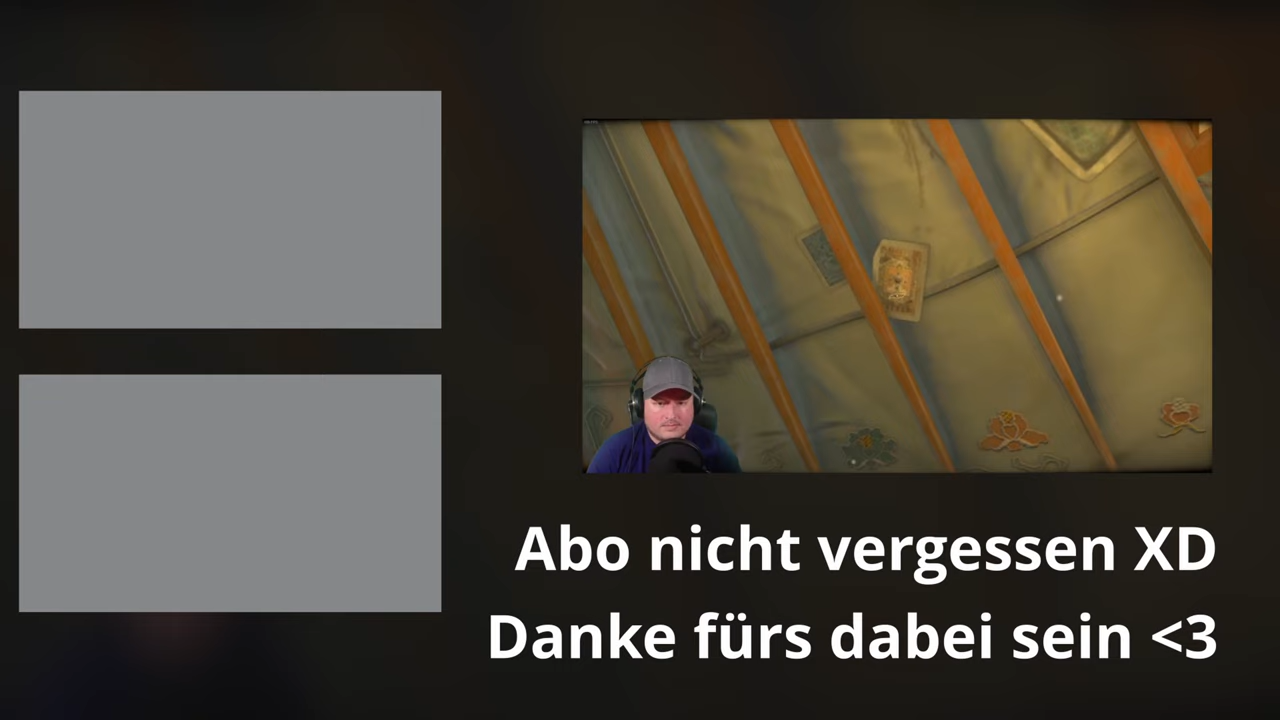 Abo nicht vergessen XD
Danke fürs dabei sein <3